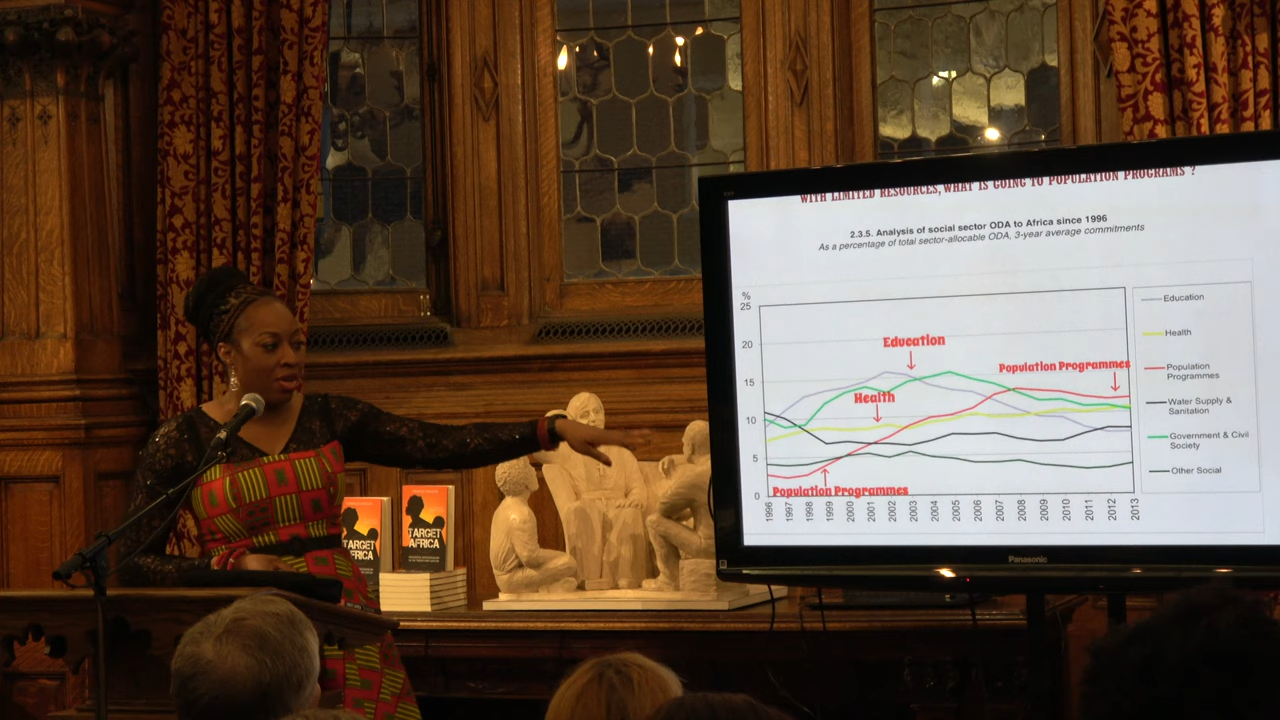 WITH LIMITED RESOURCES, WHAT IS GOING TO POPULATION PROGRAMS ?
2.3.5. Analysis of social sector ODA to Africa since 1996
As a percentage of total sector-allocable ODA, 3-year average commitments
%
25
20
15
10
5
0
Education
Health
Population Programmes
Population Programmes
1996
1997
1998
1999
2000
2001
2002
2003
2004
2005
2006
2007
2008
2009
2010
2011
2012
2013
Education
Health
Population
Programmes
Water Supply &
Sanitation
Government & Civil
Society
Other Social
Panasonic
TARGET
AFRICA
TARGET
AFRICA